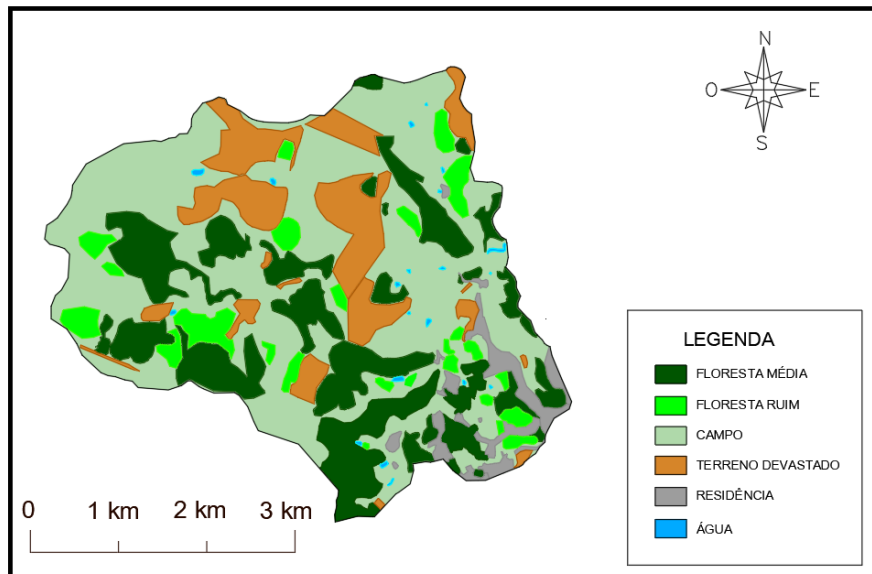 N
O E
S
LEGENDA
FLORESTA MÉDIA
FLORESTA RUIM
CAMPO
TERRENO DEVASTADO
RESIDÊNCIA
ÁGUA
0 1 km 2 km 3 km